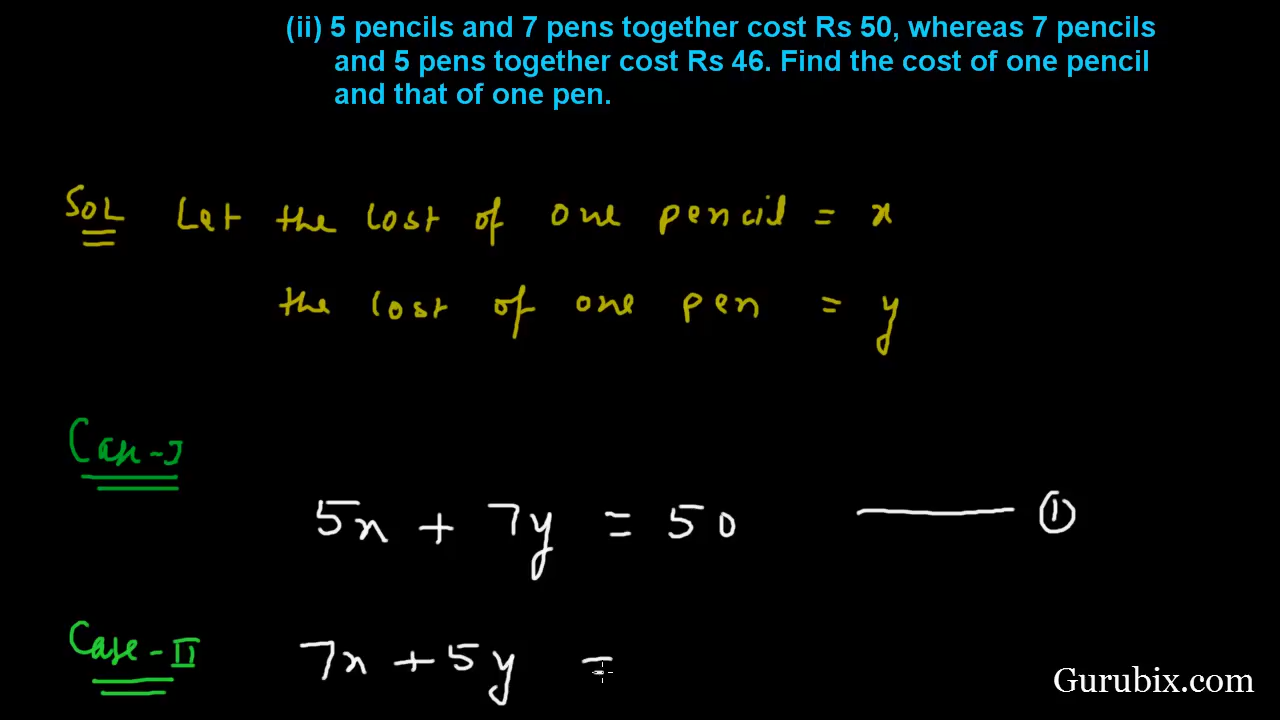 (ii) 5 pencils and 7 pens together cost Rs 50, whereas 7 pencils
and 5 pens together cost Rs 46. Find the cost of one pencil
and that of one pen.
SOL Let the cost of one pencil = x
the cost of one pen = y
Case-I
5x + 7y = 50 ——— ①
Case-II 7x + 5y =
Gurubix.com